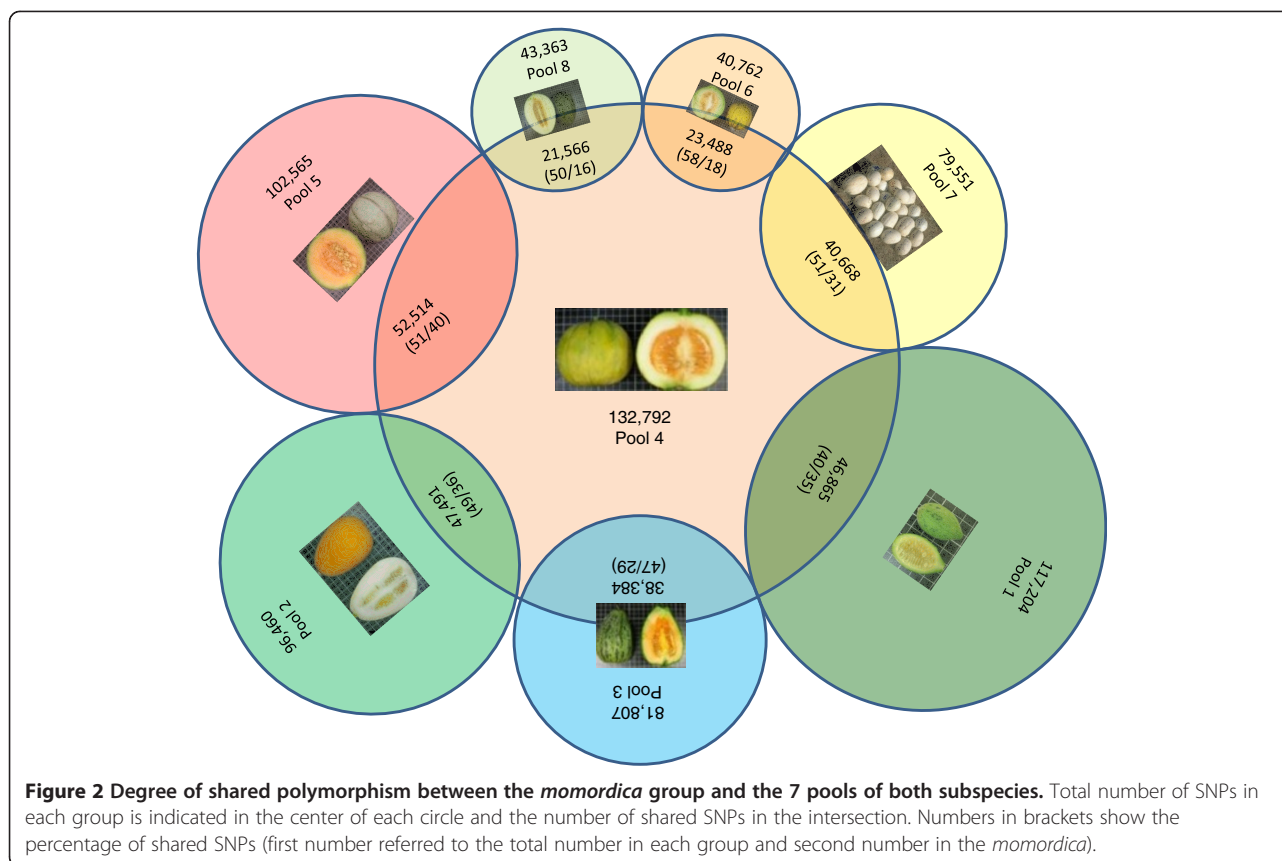 43,363
Pool 8
21,566
(50/16)
40,762
Pool 6
23,488
(58/18)
102,565
Pool 5
52,514
(51/40)
79,551
Pool 7
40,668
(51/31)
132,792
Pool 4
96,460
Pool 2
47,491
(49/36)
46,865
(40/35)
117,204
Pool 1
38,384
(47/29)
81,807
Pool 3
Figure 2 Degree of shared polymorphism between the momordica group and the 7 pools of both subspecies. Total number of SNPs in
each group is indicated in the center of each circle and the number of shared SNPs in the intersection. Numbers in brackets show the
percentage of shared SNPs (first number referred to the total number in each group and second number in the momordica).